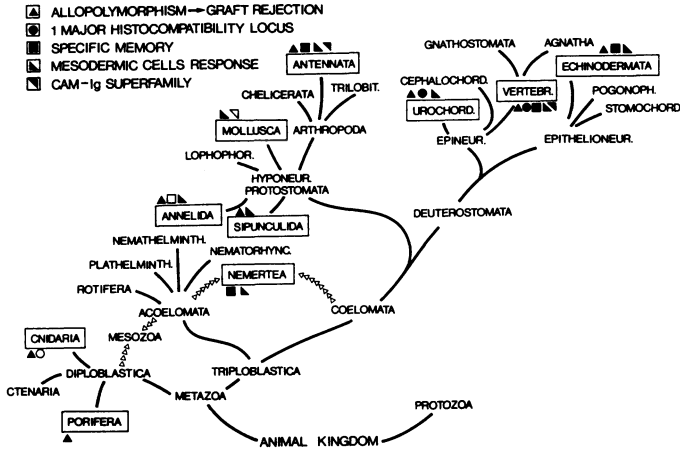 ALLOPOLYMORPHISM→GRAFT REJECTION
1 MAJOR HISTOCOMPATIBILITY LOCUS
SPECIFIC MEMORY
MESODERMIC CELLS RESPONSE
CAM-Ig SUPERFAMILY
GNATHOSTOMATA
AGNATHA
ANTENNATA
ECHINODERMATA
CEPHALOCHORD.
VERTEBR.
TRILOBIT.
CHELICERATA
POGONOPH.
UROCHORD.
STOMOCHORD
MOLLUSCA
ARTHROPODA
EPINEUR.
EPITHELIONEUR.
LOPHOPHOR.
HYPONEUR.
PROTOSTOMATA
ANNELIDA
SIPUNCULIDA
DEUTEROSTOMATA
NEMATHELMINTH.
NEMATORHYNC.
PLATHELMINTH.
NEMERTEA
ROTIFERA
ACOELOMATA
COELOMATA
CNIDARIA
MESOZOA
DIPLOBLASTICA
TRIPLOBLASTICA
CTENARIA
METAZOA
PROTOZOA
PORIFERA
ANIMAL KINGDOM